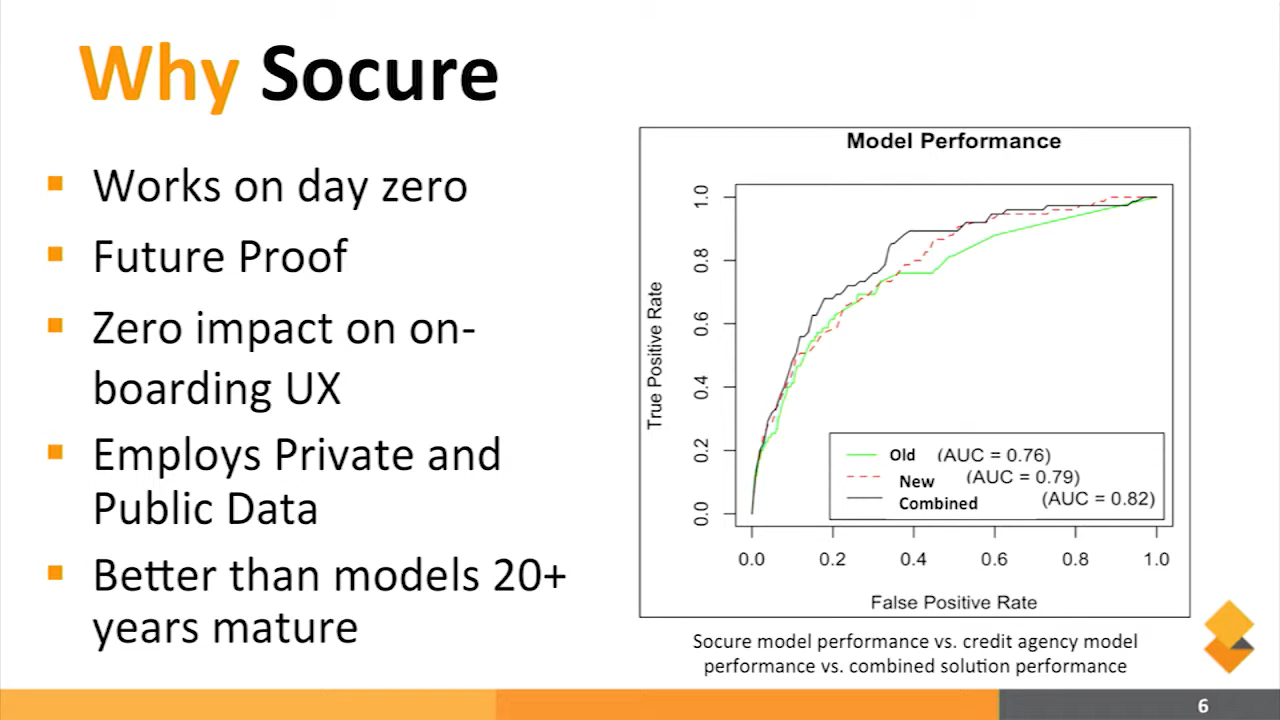 Why Socure
▪ Works on day zero
▪ Future Proof
▪ Zero impact on on-
boarding UX
▪ Employs Private and
Public Data
▪ Better than models 20+
years mature
Model Performance
True Positive Rate
1.0
0.8
0.6
0.4
0.2
0.0
Old (AUC = 0.76)
New (AUC = 0.79)
Combined (AUC = 0.82)
0.0 0.2 0.4 0.6 0.8 1.0
False Positive Rate
Socure model performance vs. credit agency model
performance vs. combined solution performance
6